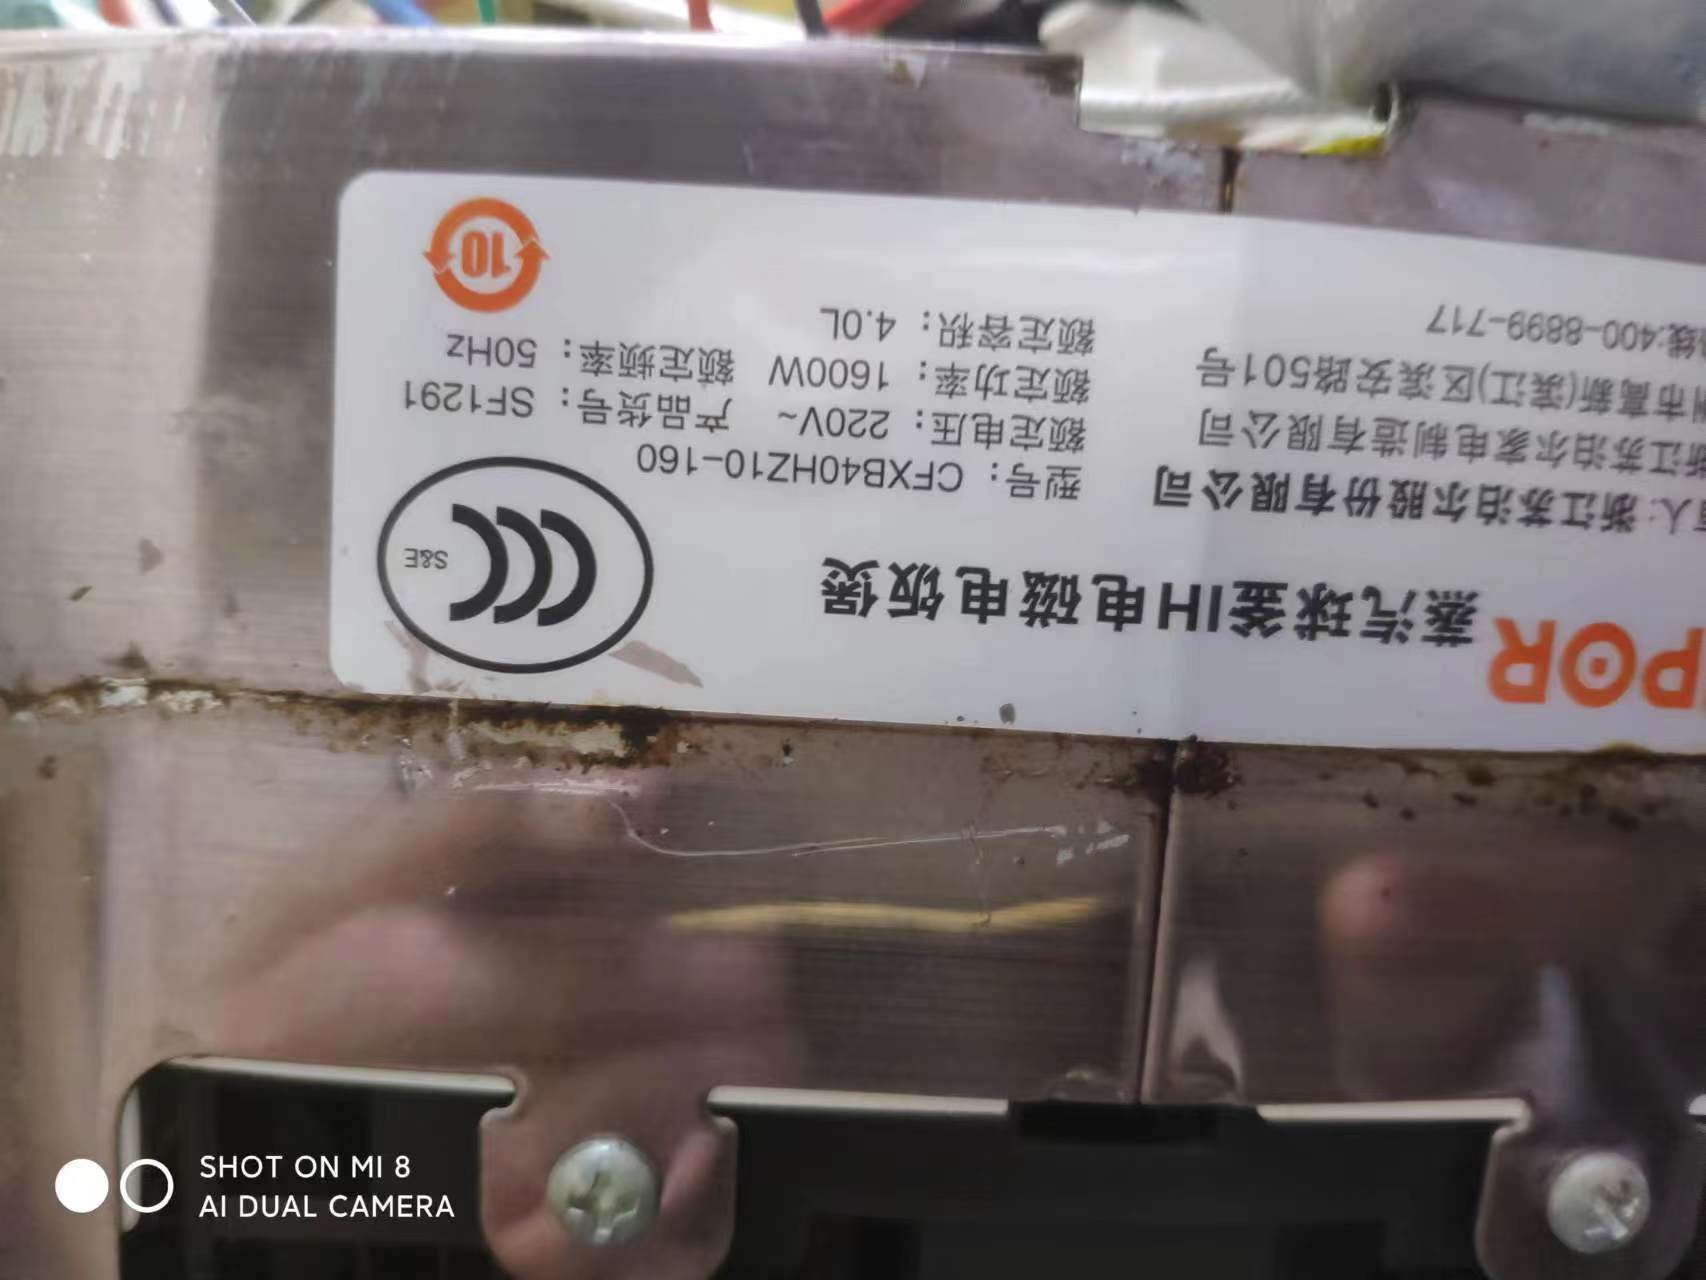 POR 蒸汽球釜IH电磁电饭煲
人: 浙江苏泊尔股份有限公司
浙江苏泊尔家电制造有限公司
州市高新(滨江)区滨安路501号
线:400-8899-717
型号: CFXB40HZ10-160
额定电压: 220V~ 产品货号: SF1291
额定功率: 1600W 额定频率: 50Hz
额定容积: 4.0L
CCC
S&E
10
SHOT ON MI 8
AI DUAL CAMERA